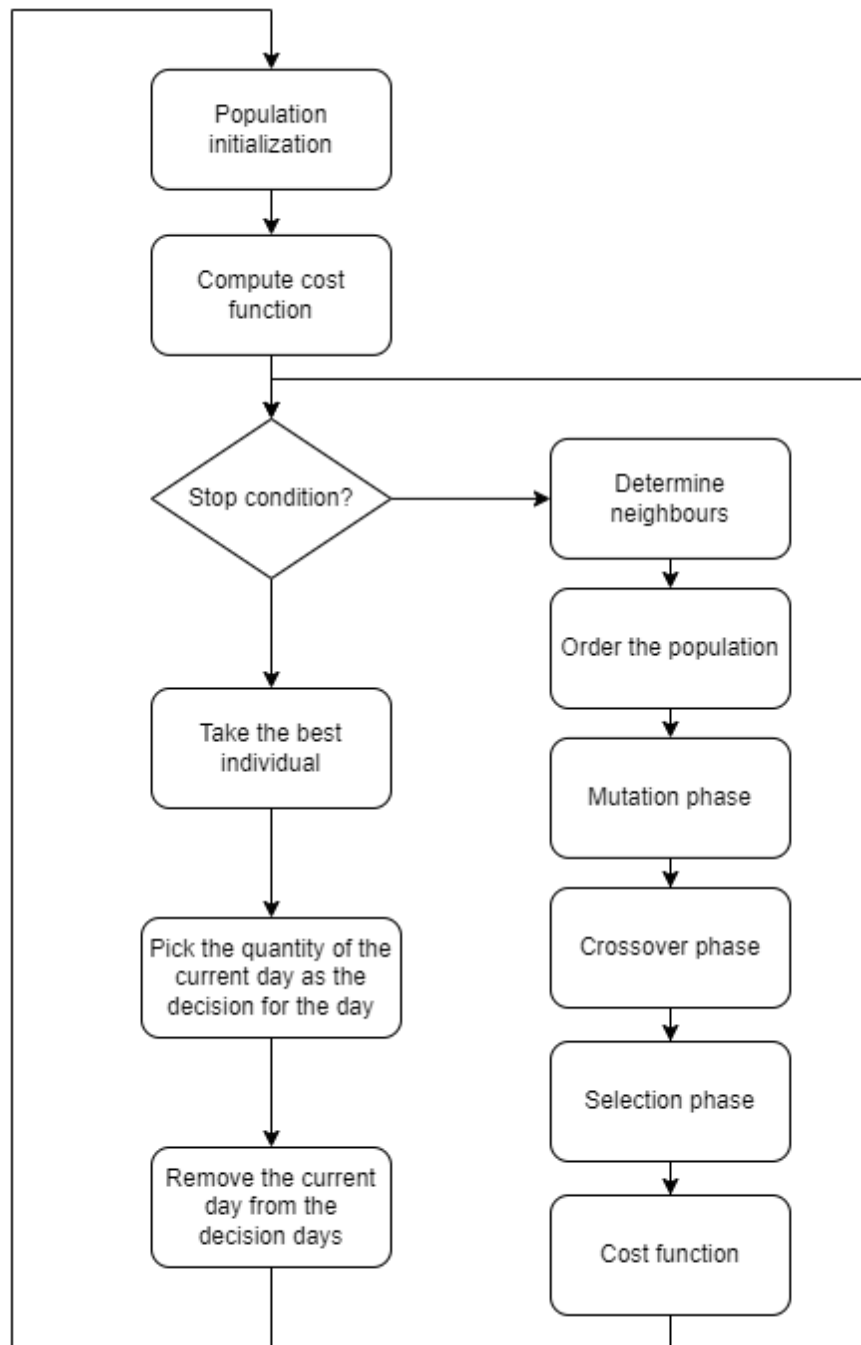 Population
initialization
Compute cost
function
Stop condition?
Determine
neighbours
Order the population
Take the best
individual
Mutation phase
Crossover phase
Pick the quantity of the
current day as the
decision for the day
Selection phase
Remove the current
day from the
decision days
Cost function